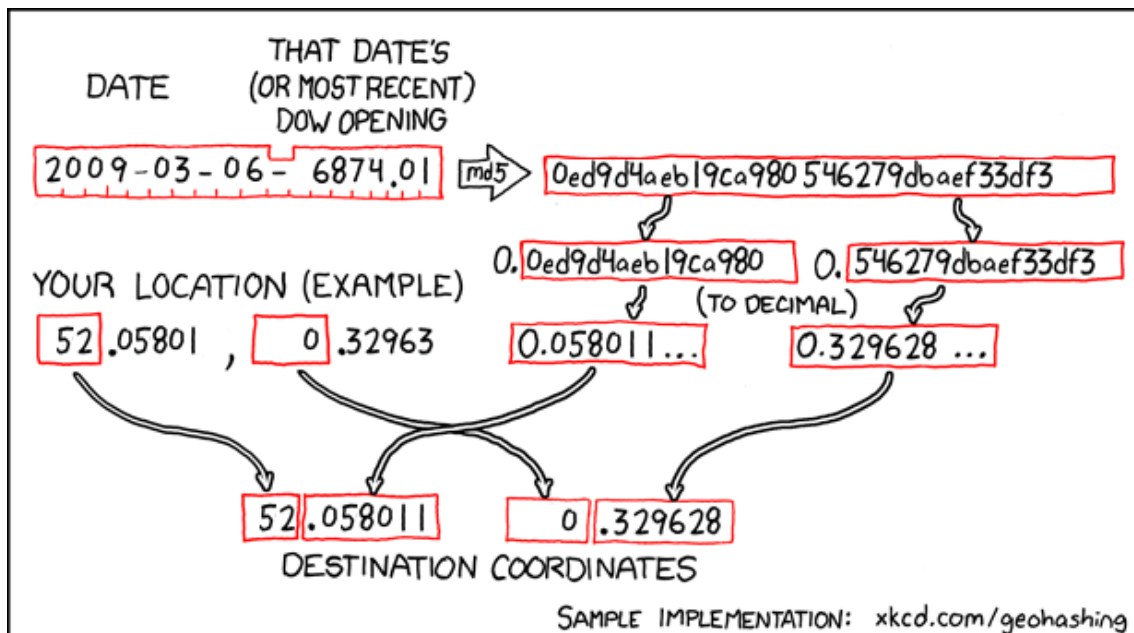 THAT DATE'S
DATE (OR MOST RECENT)
DOW OPENING
2009-03-06-6874.01 md5 0ed9d4aeb19ca980546279dbaef33df3
0.0ed9d4aeb19ca980 0.546279dbaef33df3
YOUR LOCATION (EXAMPLE) (TO DECIMAL)
52.05801, 0.32963 0.058011... 0.329628...
52.058011 0.329628
DESTINATION COORDINATES
SAMPLE IMPLEMENTATION: xkcd.com/geohashing